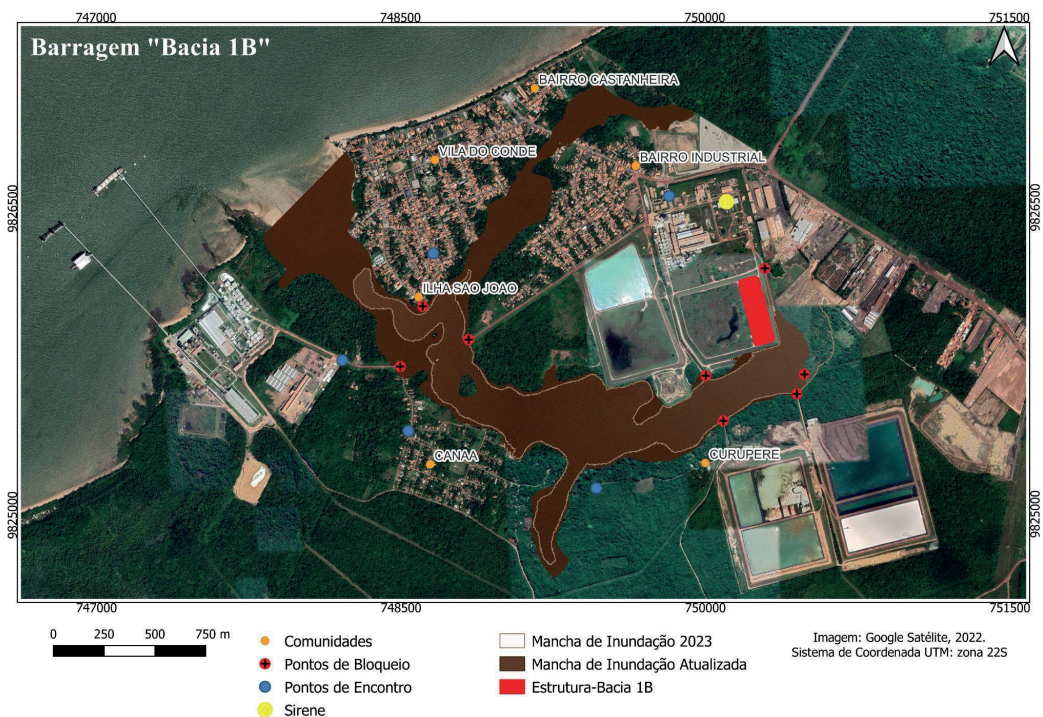 747000 748500 750000 751500
Barragem "Bacia 1B"
BAIRRO CASTANHEIRA
VILA DO CONDE
BAIRRO INDUSTRIAL
9826500 9826500
ILHA SAO JOAO
CANAA
CURUPERE
9825000 9825000
747000 748500 750000 751500
0 250 500 750 m
Comunidades
Pontos de Bloqueio
Pontos de Encontro
Sirene
Mancha de Inundação 2023
Mancha de Inundação Atualizada
Estrutura-Bacia 1B
Imagem: Google Satélite, 2022.
Sistema de Coordenada UTM: zona 22S